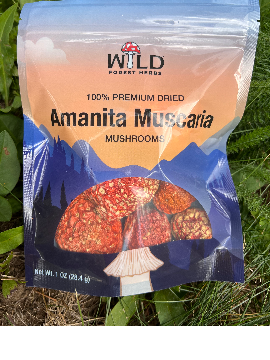 WILD
FOREST HERBS
100% PREMIUM DRIED
Amanita Muscaria
MUSHROOMS
Net Wt. 1 OZ (28.4 g)